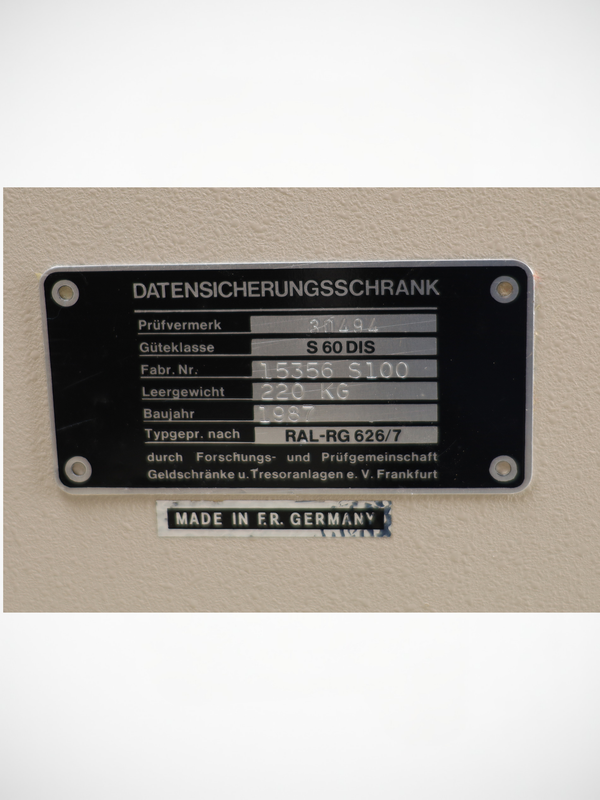 DATENSICHERUNGSSCHRANK
Prüfvermerk 30494
Güteklasse S 60 DIS
Fabr. Nr. 15356 S100
Leergewicht 220 KG
Baujahr 1987
Typgepr. nach RAL-RG 626/7
durch Forschungs- und Prüfgemeinschaft
Geldschränke u. Tresoranlagen e. V. Frankfurt
MADE IN F.R. GERMANY